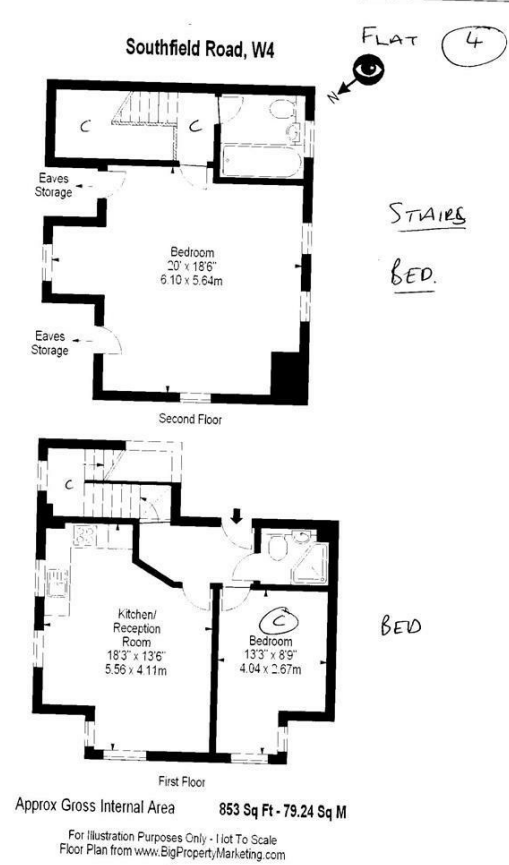 Southfield Road, W4
FLAT 4
N
C
C
Eaves
Storage
STAIRS
Bedroom
20' x 18'6"
6.10 x 5.64m
BED.
Eaves
Storage
Second Floor
C
Kitchen/
Reception
Room
18'3" x 13'6"
5.56 x 4.11m
C
Bedroom
13'3" x 8'9"
4.04 x 2.67m
BED
First Floor
Approx Gross Internal Area 853 Sq Ft - 79.24 Sq M
For Illustration Purposes Only - Not To Scale
Floor Plan from www.BigPropertyMarketing.com